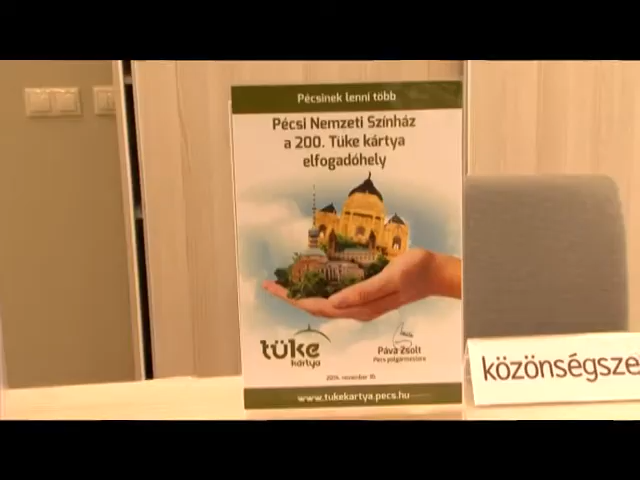 Pécsinek lenni több
Pécsi Nemzeti Színház
a 200. Tüke kártya
elfogadóhely
tüke
kártya
Páva Zsolt
Pécs polgármestere
november
www.tukekartya.pecs.hu
közönségsze